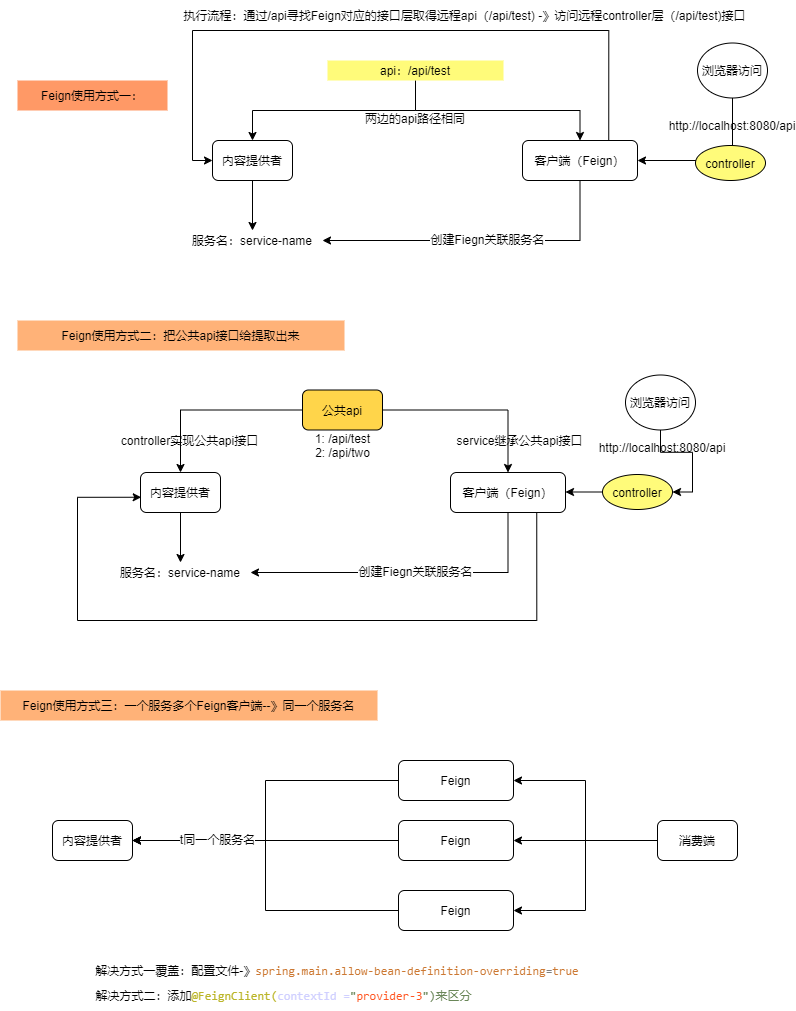 执行流程：通过/api寻找Feign对应的接口层取得远程api（/api/test) -》访问远程controller层（/api/test)接口
Feign使用方式一：
api：/api/test
浏览器访问
两边的api路径相同
http://localhost:8080/api
内容提供者
客户端（Feign）
controller
服务名：service-name
创建Fiegn关联服务名
Feign使用方式二：把公共api接口给提取出来
公共api
浏览器访问
controller实现公共api接口
1: /api/test
2: /api/two
service继承公共api接口
http://localhost:8080/api
内容提供者
客户端（Feign）
controller
服务名：service-name
创建Fiegn关联服务名
Feign使用方式三：一个服务多个Feign客户端--》同一个服务名
Feign
内容提供者
t同一个服务名
Feign
消费端
Feign
解决方式一覆盖：配置文件-》spring.main.allow-bean-definition-overriding=true
解决方式二：添加@FeignClient(contextId ="provider-3")来区分